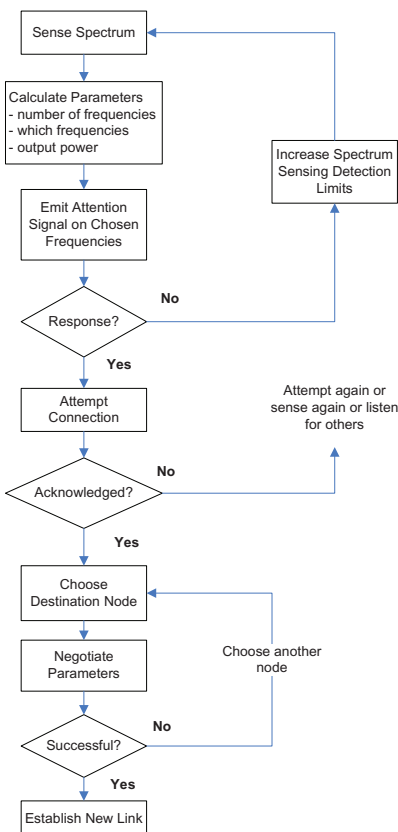 Sense Spectrum
Calculate Parameters
- number of frequencies
- which frequencies
- output power
Increase Spectrum
Sensing Detection
Limits
Emit Attention
Signal on Chosen
Frequencies
No
Response?
Yes
Attempt
Connection
Attempt again or
sense again or listen
for others
No
Acknowledged?
Yes
Choose
Destination Node
Negotiate
Parameters
Choose another
node
No
Successful?
Yes
Establish New Link